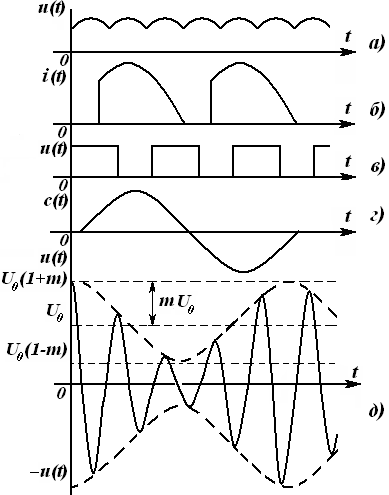 u(t)
t
а)
0
i(t)
t
б)
0
u(t)
t
в)
0
c(t)
t
г)
0
u(t)
U₀(1+m)
mU₀
U₀
U₀(1-m)
t
0
д)
–u(t)